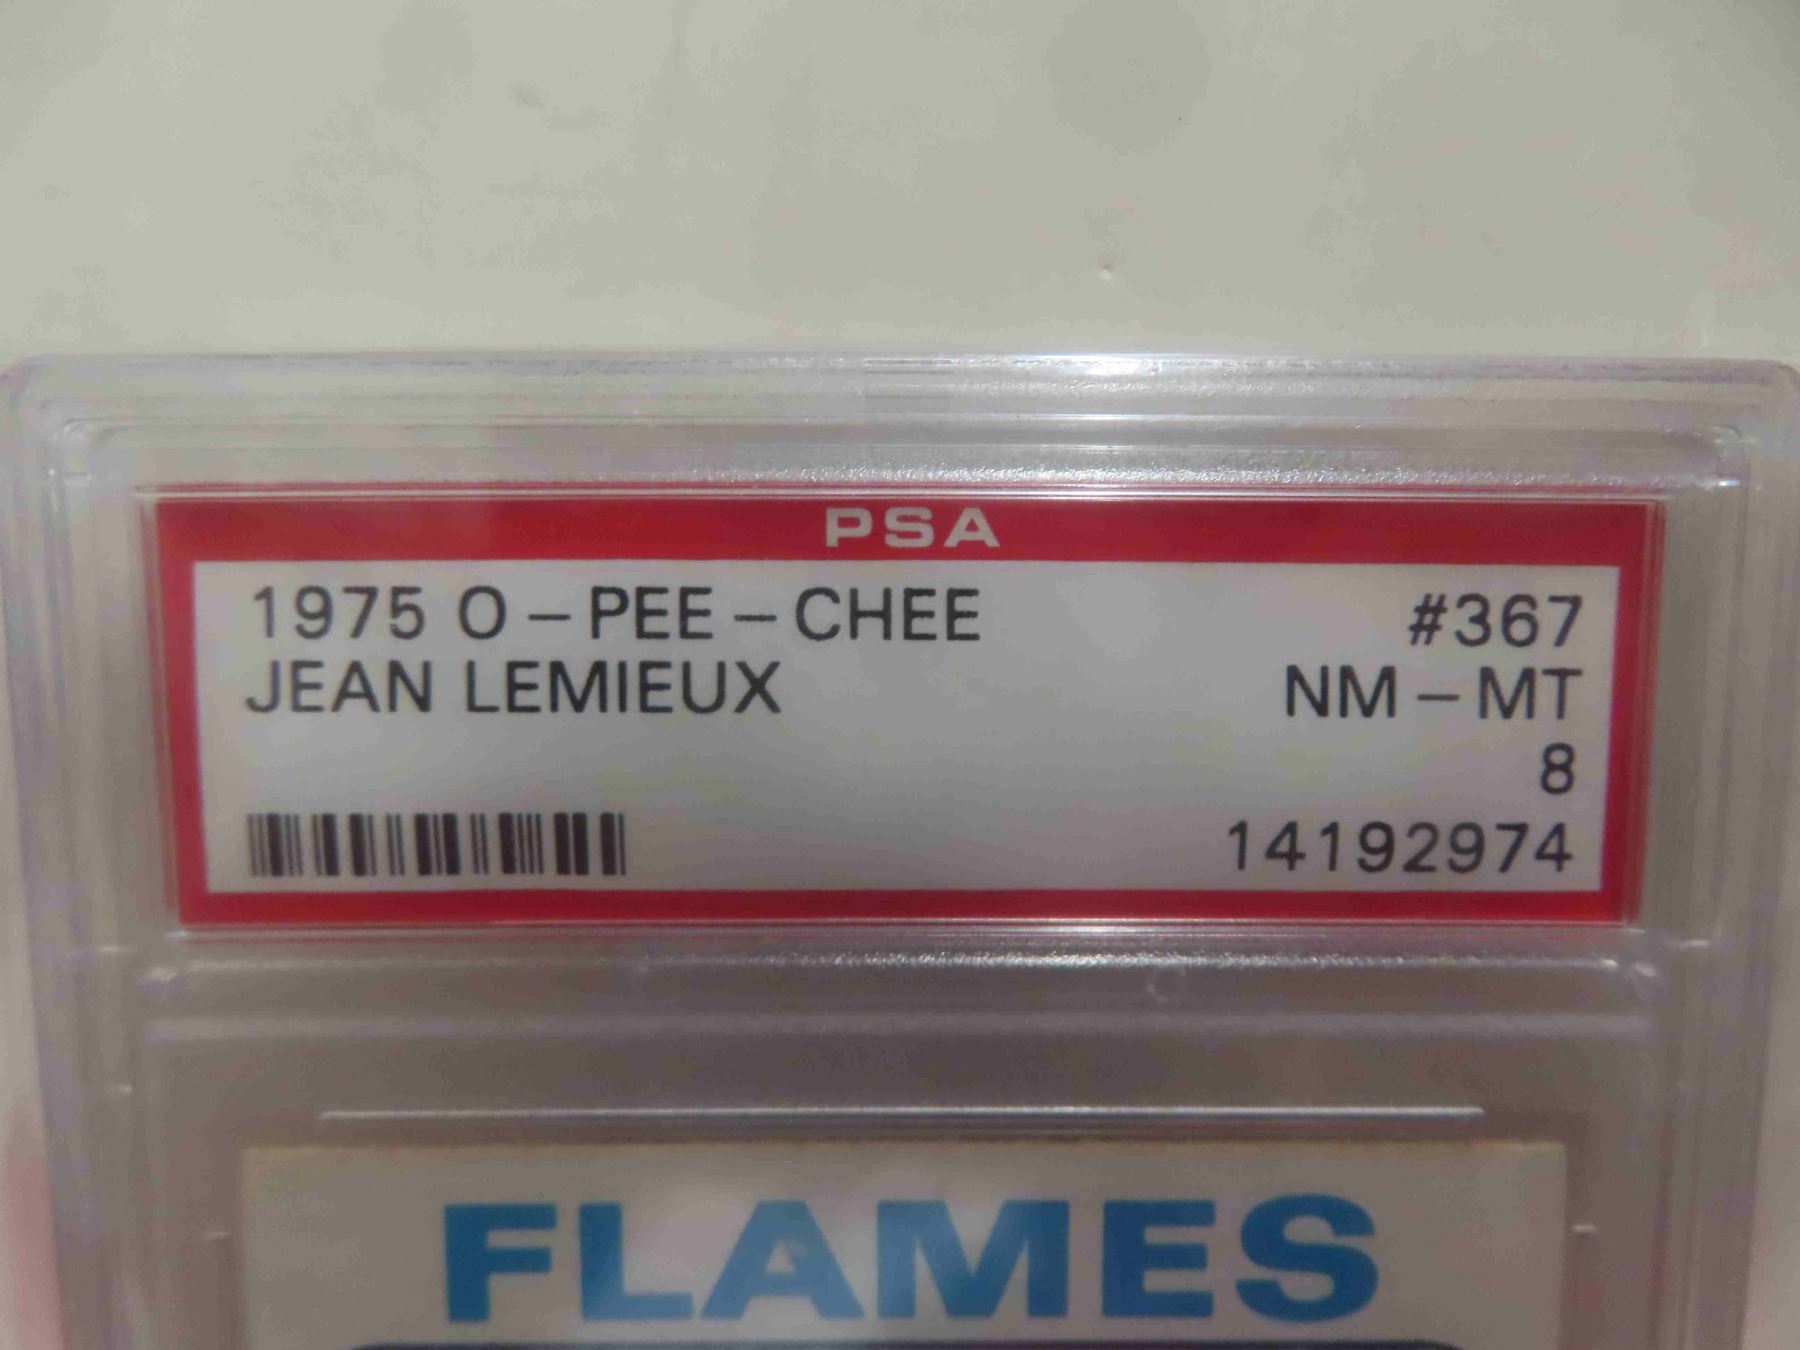 PSA
1975 O-PEE-CHEE #367
JEAN LEMIEUX NM-MT
8
14192974
FLAMES